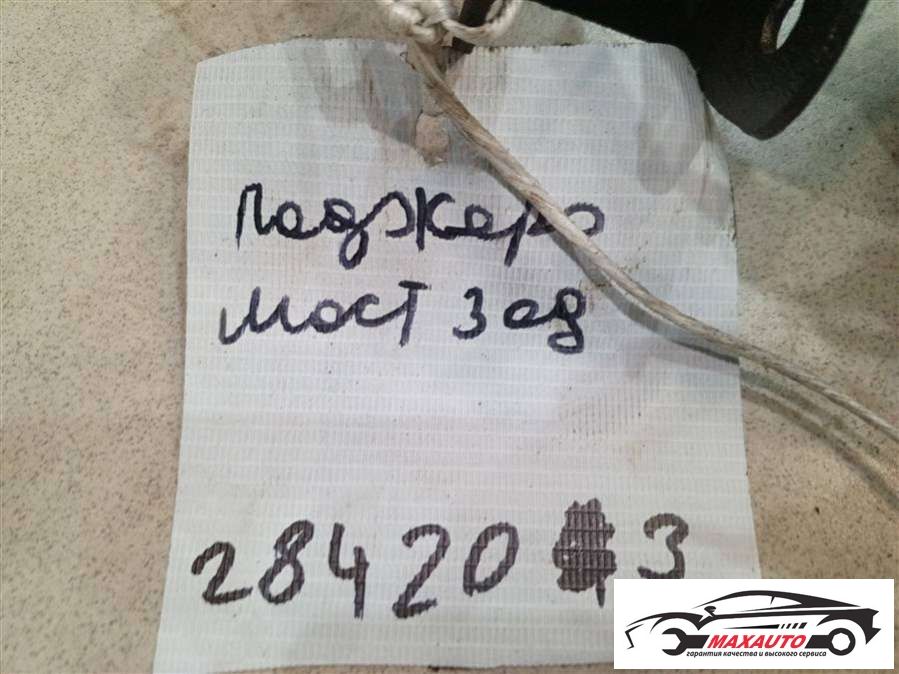 Паджеро
мост зад
28420 3
MAXAUTO
гарантия качества и высокого сервиса